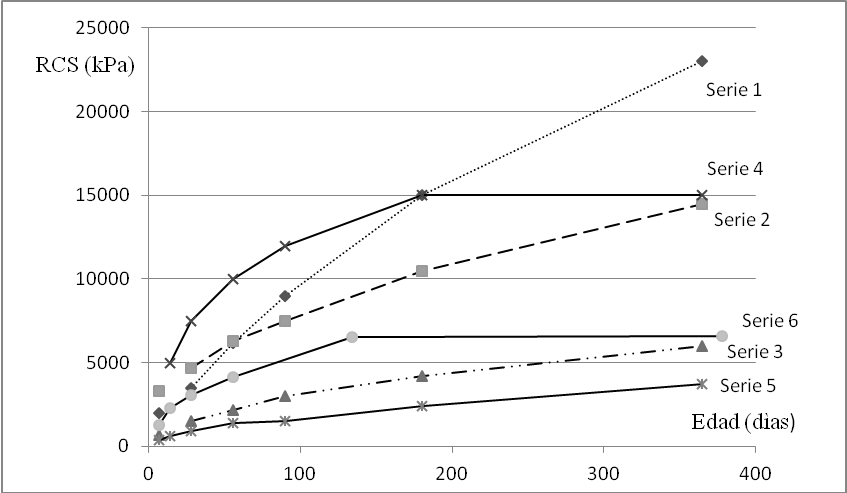 25000
RCS (kPa)
20000
15000
10000
5000
0
Serie 1
Serie 4
Serie 2
Serie 6
Serie 3
Serie 5
Edad (dias)
0 100 200 300 400